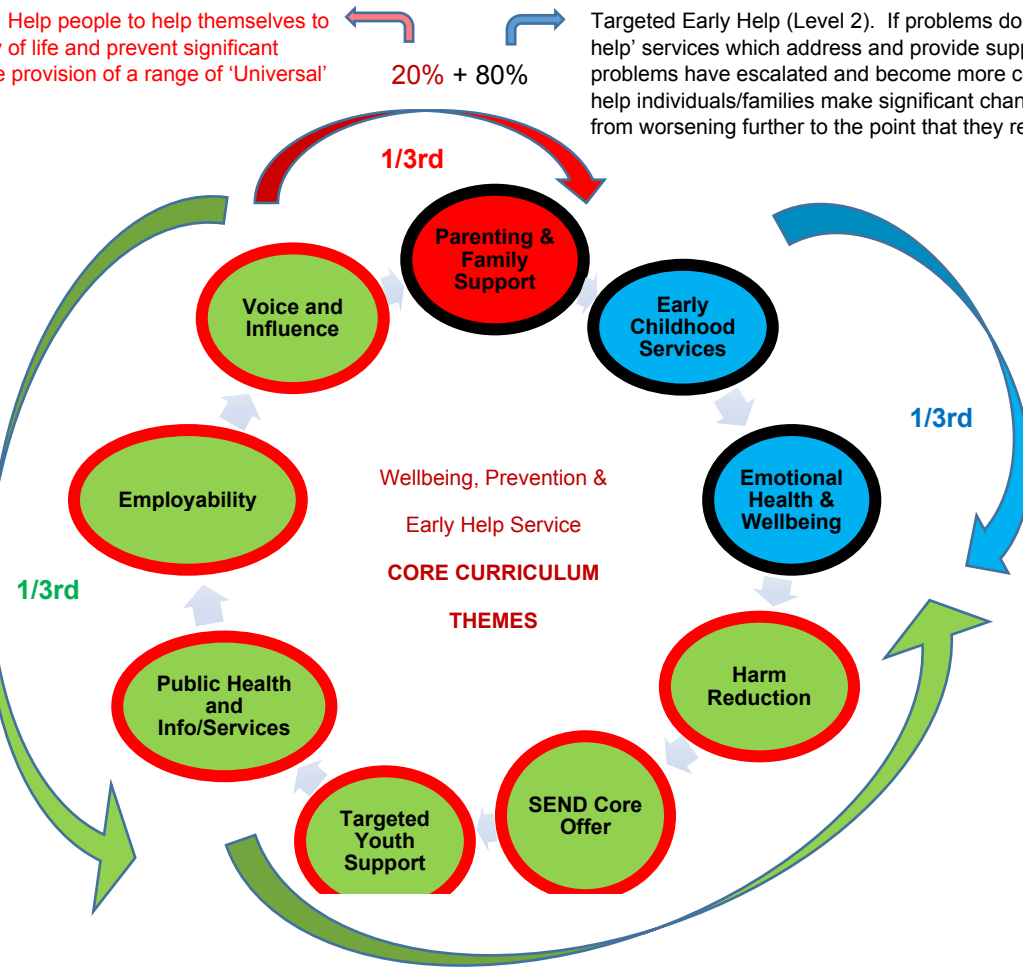 Help people to help themselves to
y of life and prevent significant
e provision of a range of ‘Universal’
20% + 80%
Targeted Early Help (Level 2). If problems do
help’ services which address and provide supp
problems have escalated and become more c
help individuals/families make significant chan
from worsening further to the point that they re
1/3rd
Parenting &
Family
Support
Early
Childhood
Services
1/3rd
Emotional
Health &
Wellbeing
Harm
Reduction
SEND Core
Offer
Targeted
Youth
Support
Public Health
and
Info/Services
1/3rd
Employability
Voice and
Influence
Wellbeing, Prevention &
Early Help Service
CORE CURRICULUM
THEMES